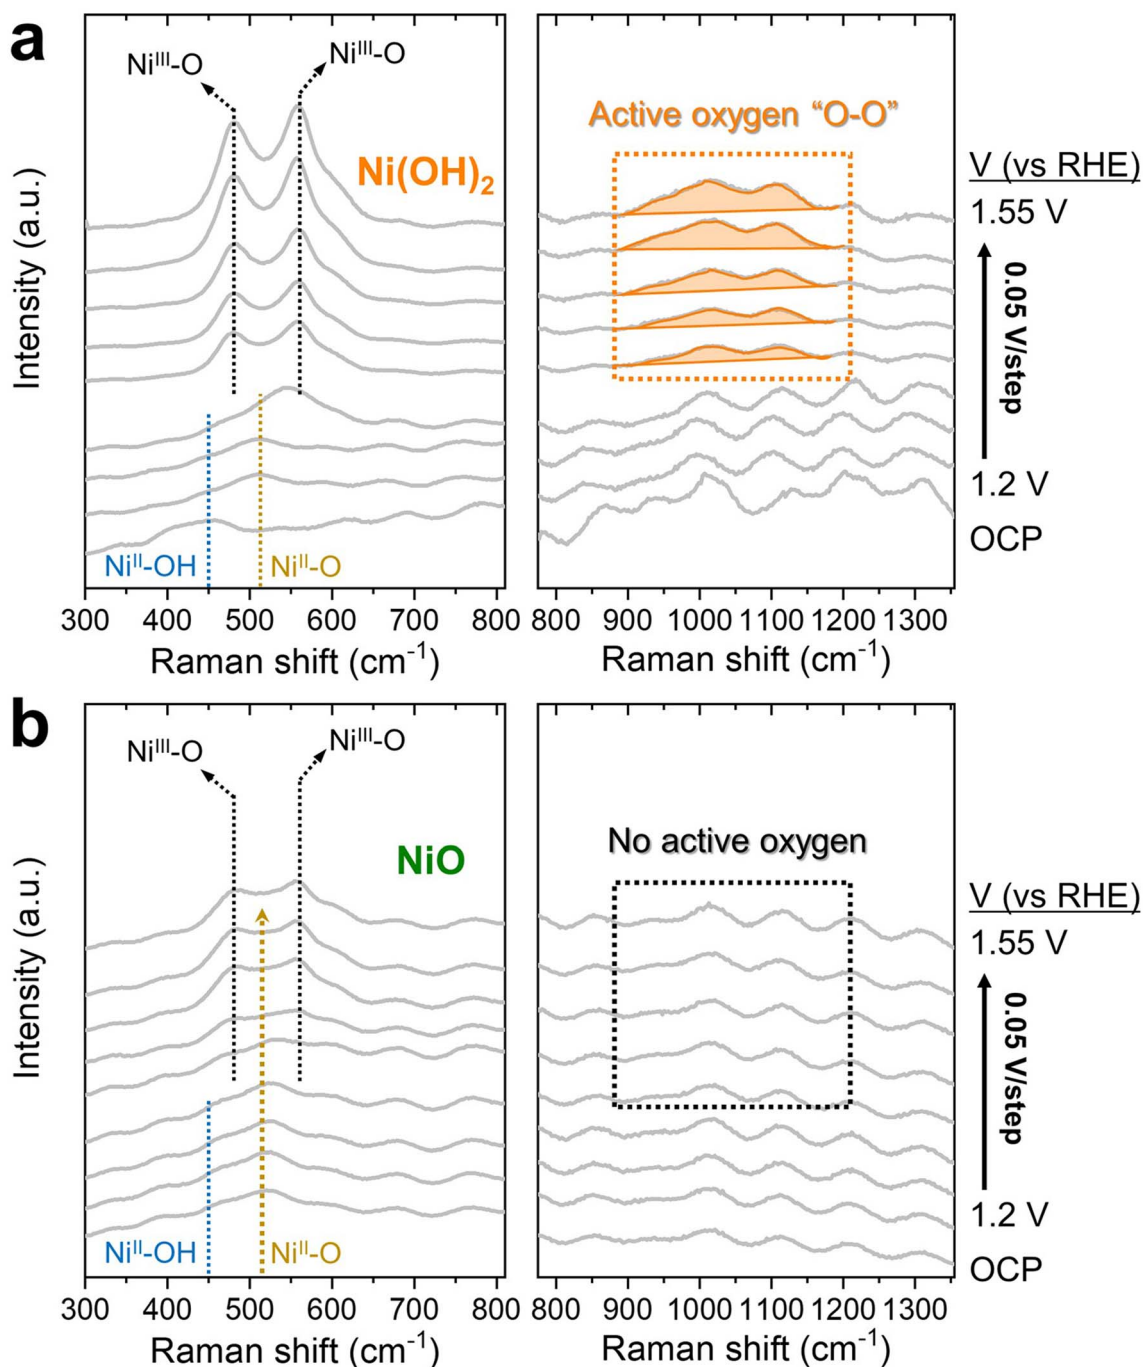 a
Ni^III-O
Ni^III-O
Ni(OH)₂
Ni^II-OH
Ni^II-O
Intensity (a.u.)
300 400 500 600 700 800
Raman shift (cm⁻¹)
Active oxygen “O-O”
800 900 1000 1100 1200 1300
Raman shift (cm⁻¹)
V (vs RHE)
1.55 V
0.05 V/step
1.2 V
OCP
b
Ni^III-O
Ni^III-O
NiO
Ni^II-OH
Ni^II-O
Intensity (a.u.)
300 400 500 600 700 800
Raman shift (cm⁻¹)
No active oxygen
800 900 1000 1100 1200 1300
Raman shift (cm⁻¹)
V (vs RHE)
1.55 V
0.05 V/step
1.2 V
OCP